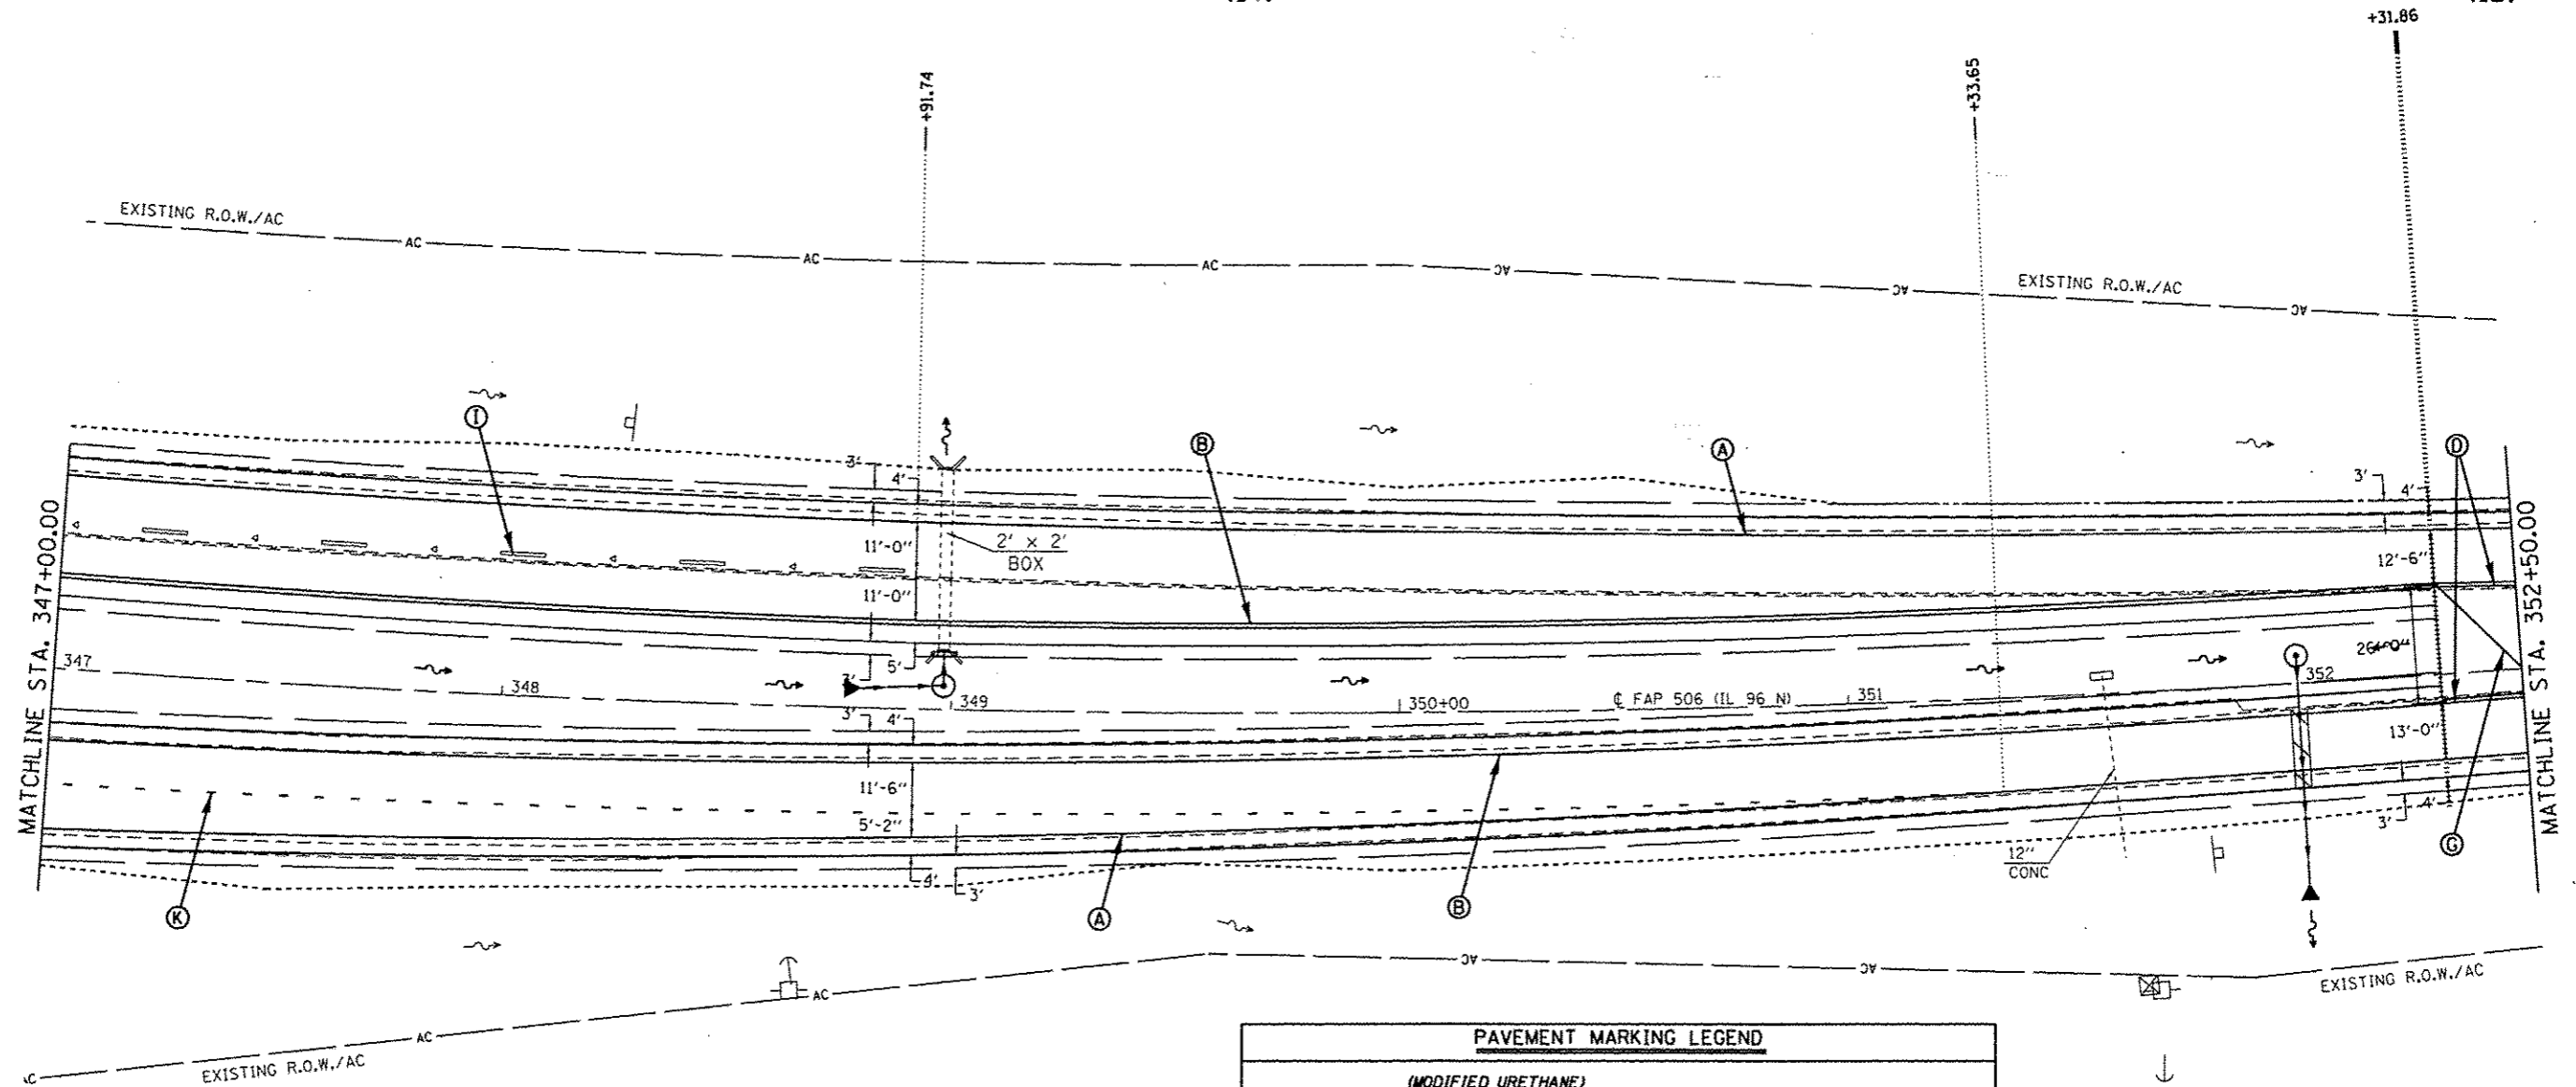 +31.86
+91.74
+33.65
EXISTING R.O.W./AC
AC
AC
AC
AC
AC
AC
EXISTING R.O.W./AC
I
B
A
D
3'
4'
3'
4'
MATCHLINE STA. 347+00.00
11'-0"
2' x 2'
BOX
12'-6"
11'-0"
MATCHLINE STA. 352+50.00
347
348
5'
3'
349
350+00
℄ FAP 506 (IL 96 N)
351
352
26'-0"
3'
4'
13'-0"
11'-6"
5'-2"
4'
3'
12"
CONC
4'
3'
G
K
A
B
AC
AC
AC
AC
AC
EXISTING R.O.W./AC
EXISTING R.O.W./AC
PAVEMENT MARKING LEGEND
(MODIFIED URETHANE)